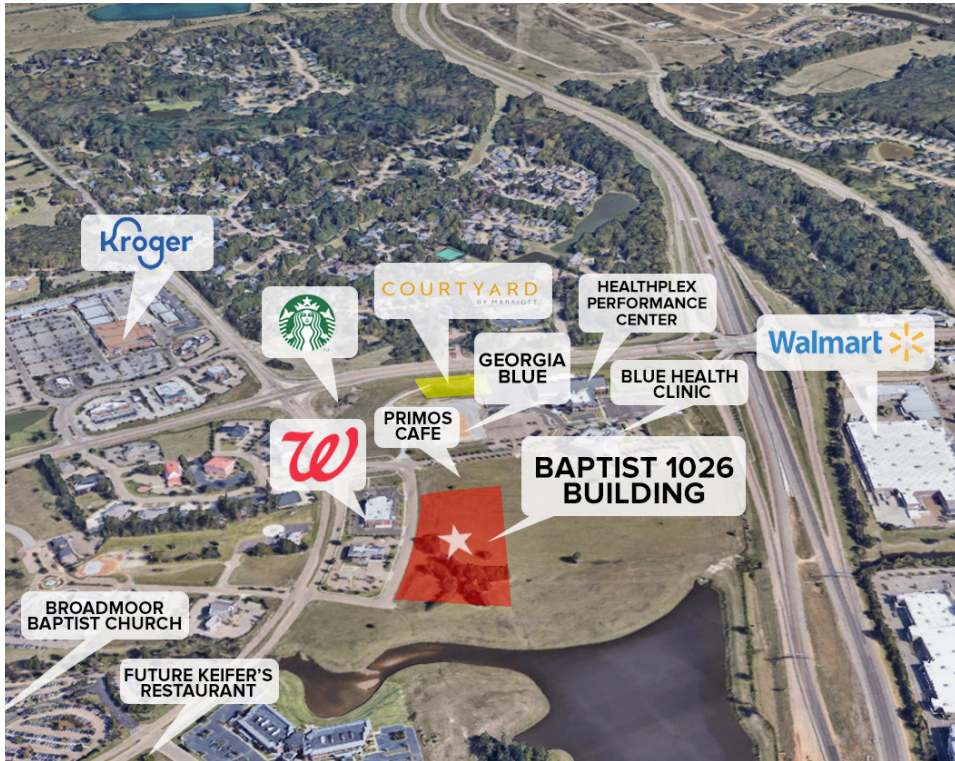 Kroger
COURTYARD
BY MARRIOTT
HEALTHPLEX
PERFORMANCE
CENTER
Walmart
GEORGIA
BLUE
BLUE HEALTH
CLINIC
PRIMOS
CAFE
W
BAPTIST 1026
BUILDING
BROADMOOR
BAPTIST CHURCH
FUTURE KEIFER'S
RESTAURANT